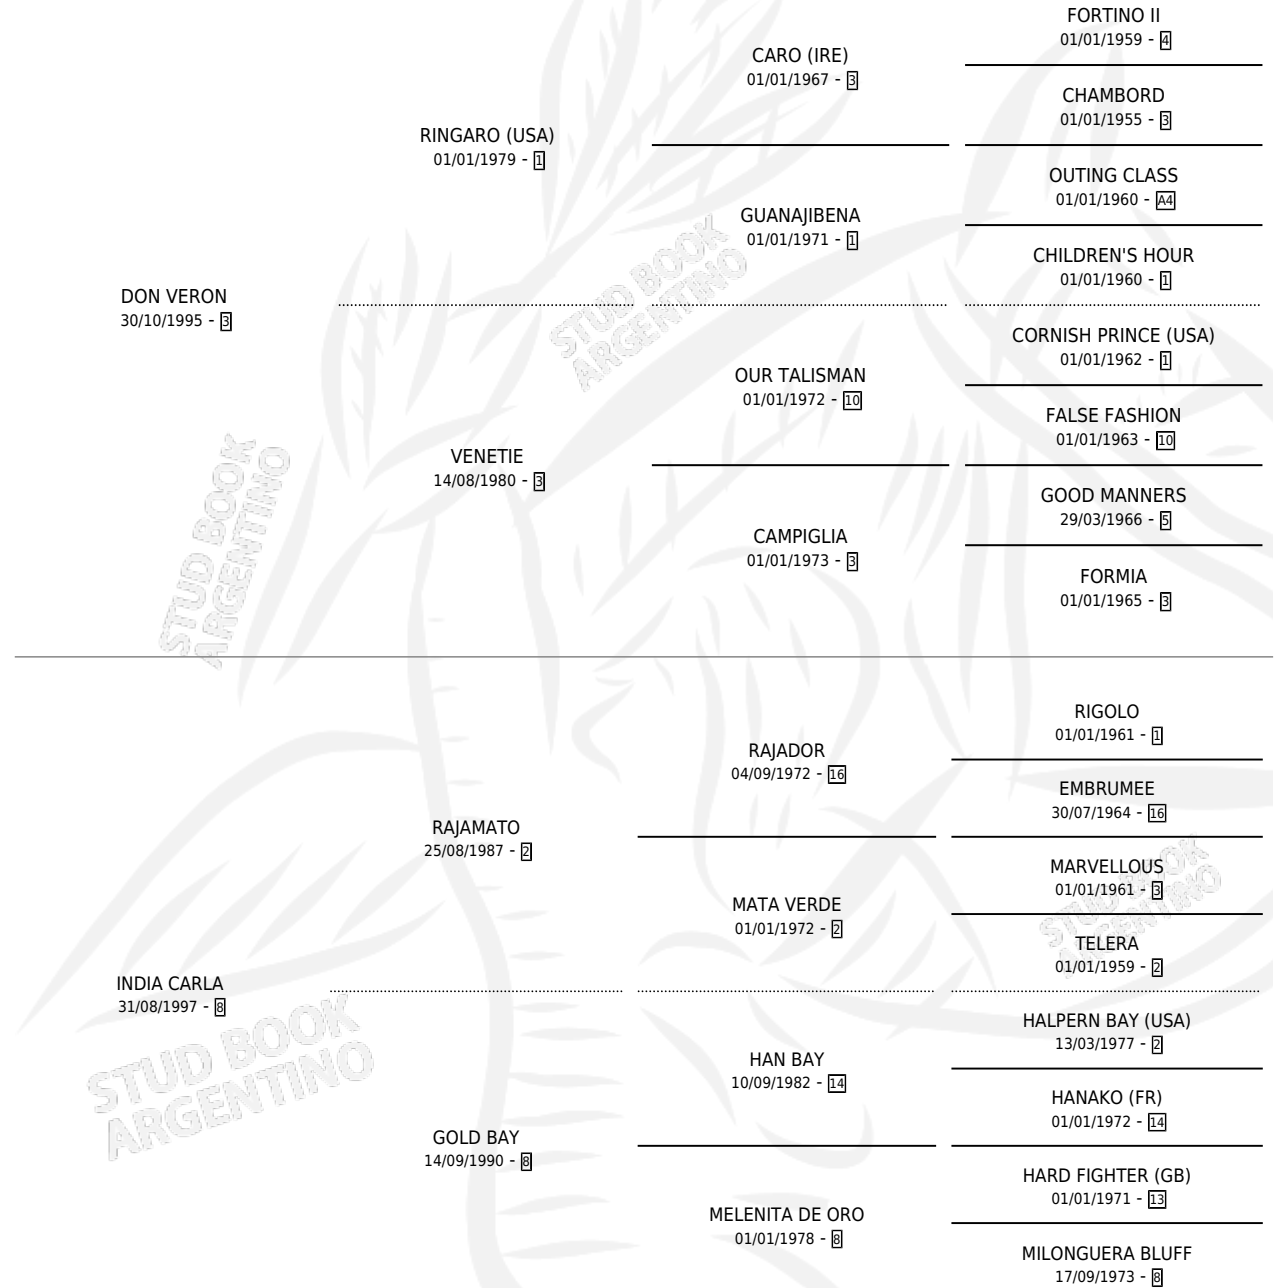 FORTINO II
01/01/1959 - 4
CARO (IRE)
01/01/1967 - 3
CHAMBORD
01/01/1955 - 3
RINGARO (USA)
01/01/1979 - 1
OUTING CLASS
01/01/1960 - A4
GUANAJIBENA
01/01/1971 - 1
CHILDREN'S HOUR
01/01/1960 - 1
DON VERON
30/10/1995 - 3
CORNISH PRINCE (USA)
01/01/1962 - 1
OUR TALISMAN
01/01/1972 - 10
FALSE FASHION
01/01/1963 - 10
VENETIE
14/08/1980 - 3
GOOD MANNERS
29/03/1966 - 5
CAMPIGLIA
01/01/1973 - 3
FORMIA
01/01/1965 - 3
RIGOLO
01/01/1961 - 1
RAJADOR
04/09/1972 - 16
EMBRUMEE
30/07/1964 - 16
RAJAMATO
25/08/1987 - 2
MARVELLOUS
01/01/1961 - 3
MATA VERDE
01/01/1972 - 2
TELERA
01/01/1959 - 2
INDIA CARLA
31/08/1997 - 8
HALPERN BAY (USA)
13/03/1977 - 2
HAN BAY
10/09/1982 - 14
HANAKO (FR)
01/01/1972 - 14
GOLD BAY
14/09/1990 - 8
HARD FIGHTER (GB)
01/01/1971 - 13
MELENITA DE ORO
01/01/1978 - 8
MILONGUERA BLUFF
17/09/1973 - 8
STUD BOOK
ARGENTINO
STUD BOOK
ARGENTINO
STUD BOOK
ARGENTINO
STUD BOOK
ARGENTINO